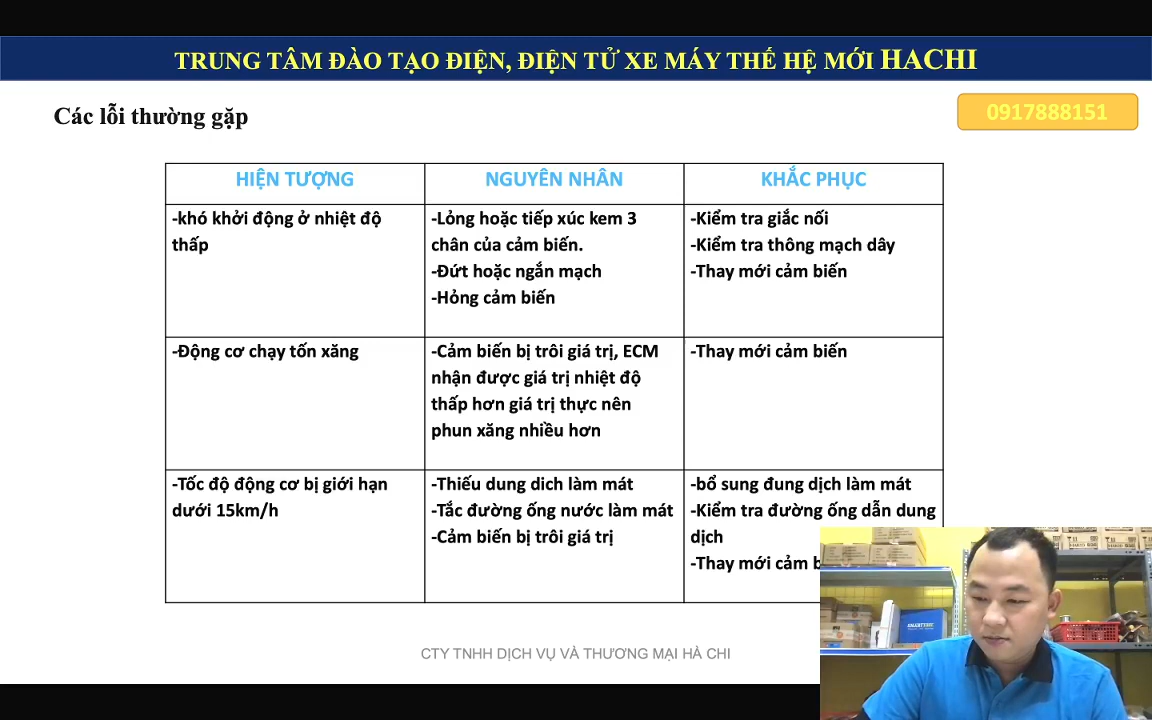 TRUNG TÂM ĐÀO TẠO ĐIỆN, ĐIỆN TỬ XE MÁY THẾ HỆ MỚI HACHI
Các lỗi thường gặp
0917888151
HIỆN TƯỢNG
NGUYÊN NHÂN
KHẮC PHỤC
-khó khởi động ở nhiệt độ
thấp
-Lỏng hoặc tiếp xúc kem 3
chân của cảm biến.
-Đứt hoặc ngắn mạch
-Hỏng cảm biến
-Kiểm tra giắc nối
-Kiểm tra thông mạch dây
-Thay mới cảm biến
-Động cơ chạy tốn xăng
-Cảm biến bị trôi giá trị, ECM
nhận được giá trị nhiệt độ
thấp hơn giá trị thực nên
phun xăng nhiều hơn
-Thay mới cảm biến
-Tốc độ động cơ bị giới hạn
dưới 15km/h
-Thiếu dung dich làm mát
-Tắc đường ống nước làm mát
-Cảm biến bị trôi giá trị
-bổ sung đung dịch làm mát
-Kiểm tra đường ống dẫn dung
dịch
-Thay mới cảm
CTY TNHH DỊCH VỤ VÀ THƯƠNG MẠI HÀ CHI